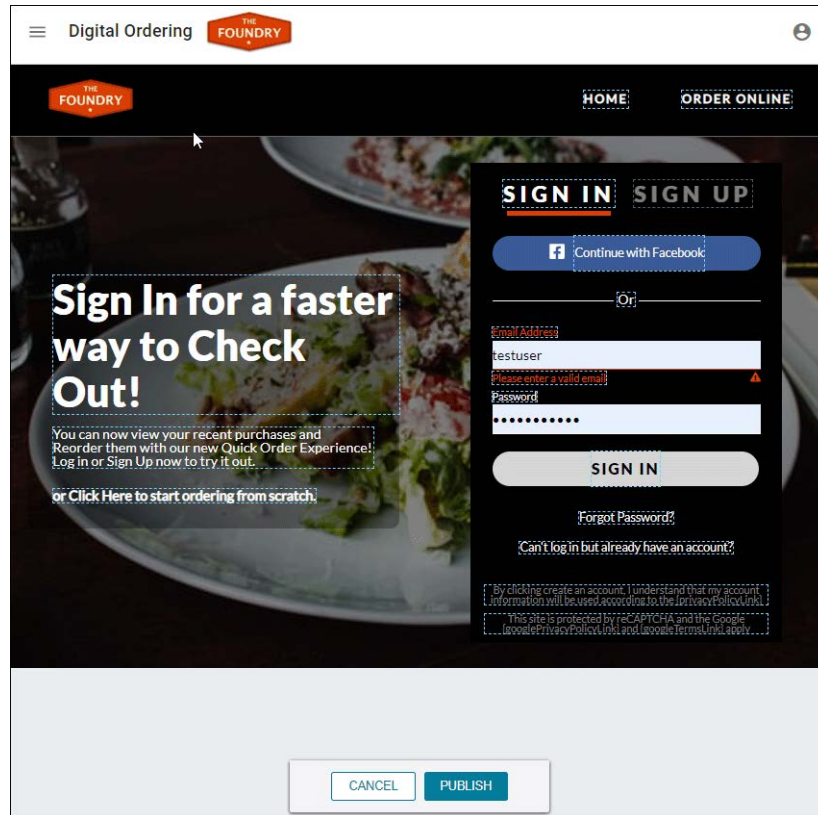 Digital Ordering
THE
FOUNDRY
THE
FOUNDRY
HOME
ORDER ONLINE
SIGN IN
SIGN UP
Continue with Facebook
Or
Sign In for a faster
way to Check
Out!
You can now view your recent purchases and
Reorder them with our new Quick Order Experience!
Log in or Sign Up now to try it out.
or Click Here to start ordering from scratch.
Email Address
testuser
Please enter a valid email
Password
SIGN IN
Forgot Password?
Can't log in but already have an account?
By clicking create an account, I understand that my account
information will be used according to the {privacyPolicyLink}
This site is protected by reCAPTCHA and the Google
{googlePrivacyPolicyLink} and {googleTermsLink} apply
CANCEL
PUBLISH